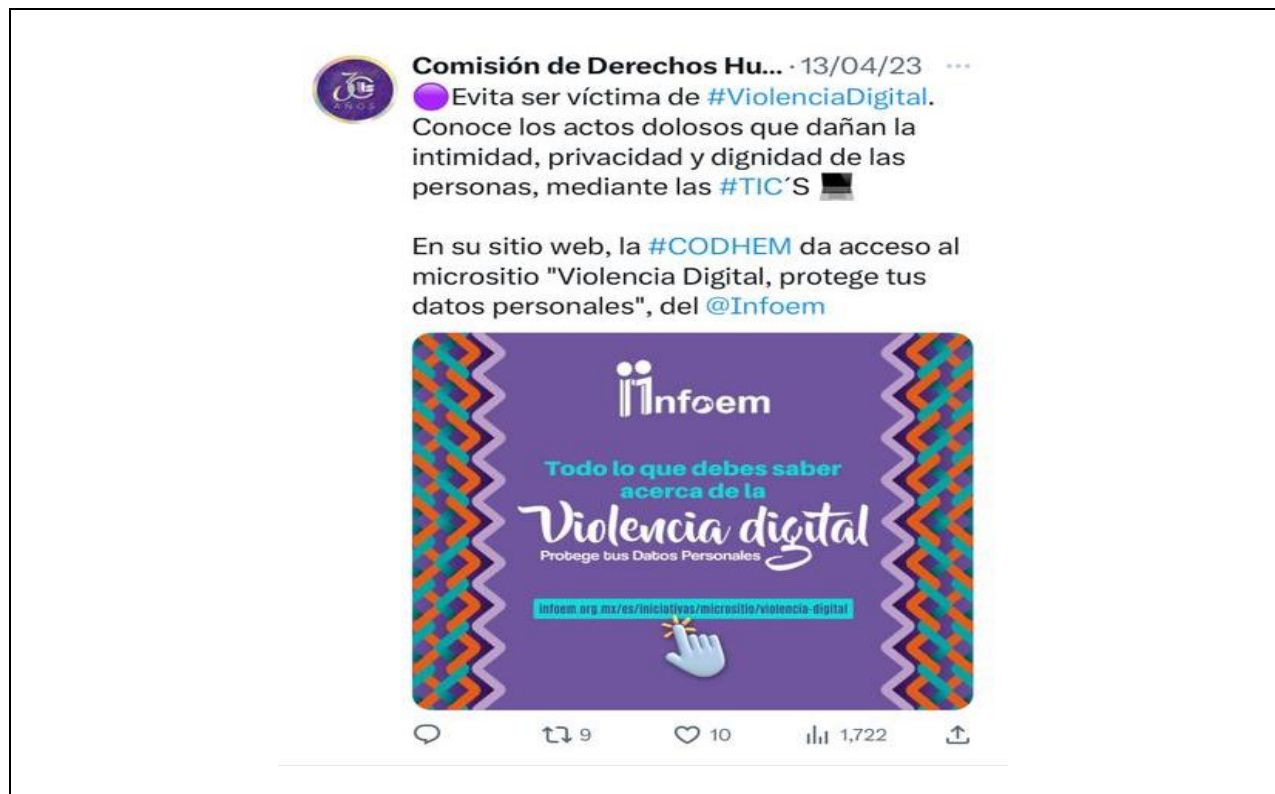 30
AÑOS
Comisión de Derechos Hu... · 13/04/23 ...
🟣Evita ser víctima de #ViolenciaDigital.
Conoce los actos dolosos que dañan la
intimidad, privacidad y dignidad de las
personas, mediante las #TIC´S 💻
En su sitio web, la #CODHEM da acceso al
micrositio "Violencia Digital, protege tus
datos personales", del @Infoem
infoem
Todo lo que debes saber
acerca de la
Violencia digital
Protege tus Datos Personales
infoem.org.mx/es/iniciativas/micrositio/violencia-digital
9 10 1,722